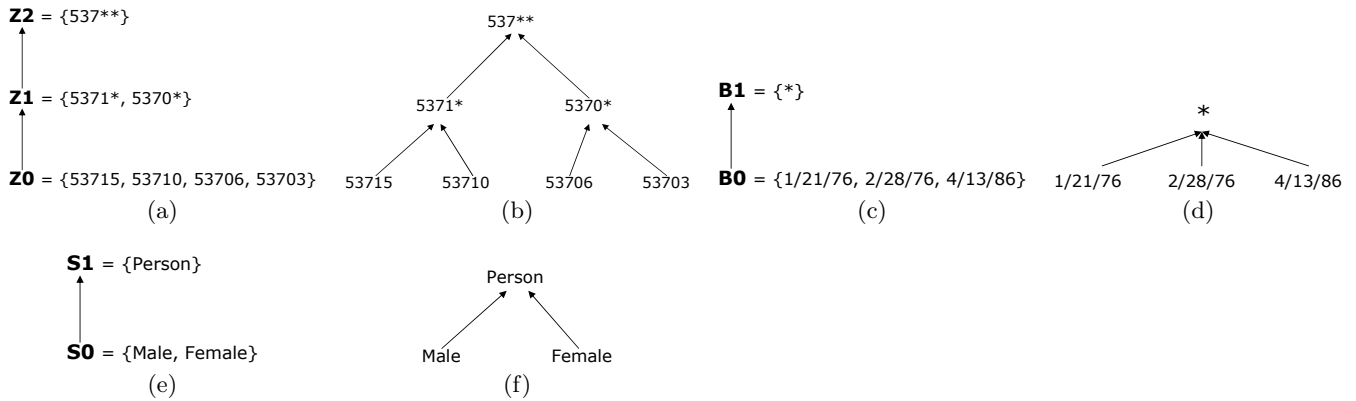 Z2 = {537**}
Z1 = {5371*, 5370*}
Z0 = {53715, 53710, 53706, 53703}
(a)
537**
5371* 5370*
53715 53710 53706 53703
(b)
B1 = {*}
B0 = {1/21/76, 2/28/76, 4/13/86}
(c)
*
1/21/76 2/28/76 4/13/86
(d)
S1 = {Person}
S0 = {Male, Female}
(e)
Person
Male Female
(f)